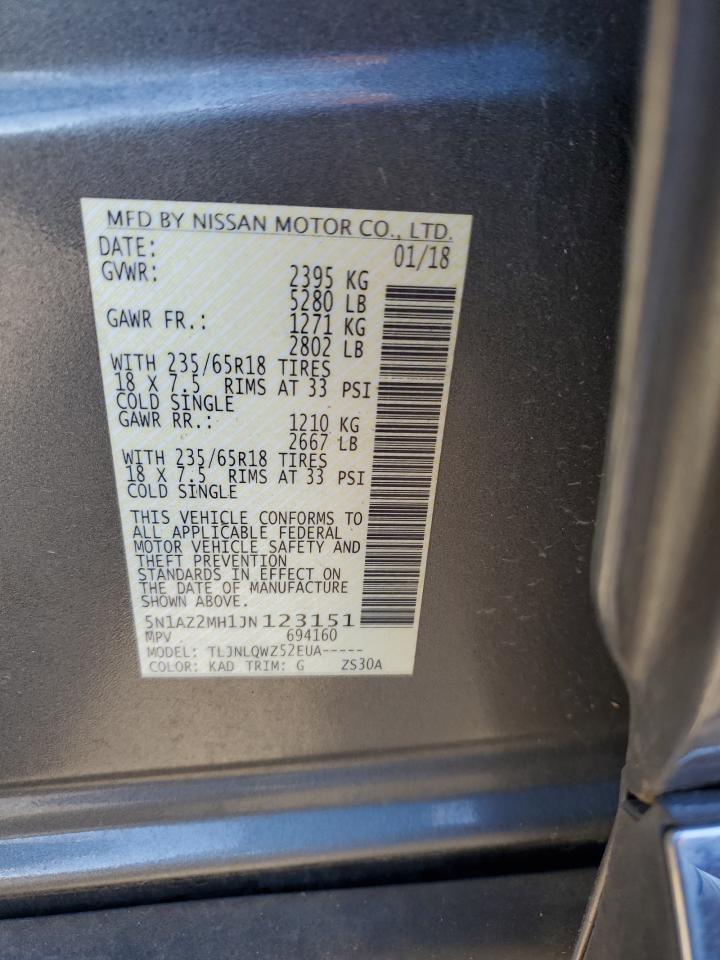 MFD BY NISSAN MOTOR CO., LTD.
DATE: 01/18
GVWR: 2395 KG
5280 LB
GAWR FR.: 1271 KG
2802 LB
WITH 235/65R18 TIRES
18 X 7.5 RIMS AT 33 PSI
COLD SINGLE
GAWR RR.: 1210 KG
2667 LB
WITH 235/65R18 TIRES
18 X 7.5 RIMS AT 33 PSI
COLD SINGLE
THIS VEHICLE CONFORMS TO
ALL APPLICABLE FEDERAL
MOTOR VEHICLE SAFETY AND
THEFT PREVENTION
STANDARDS IN EFFECT ON
THE DATE OF MANUFACTURE
SHOWN ABOVE.
5N1AZ2MH1JN123151
MPV 694160
MODEL: TLJNLQWZ52EUA-----
COLOR: KAD TRIM: G ZS30A